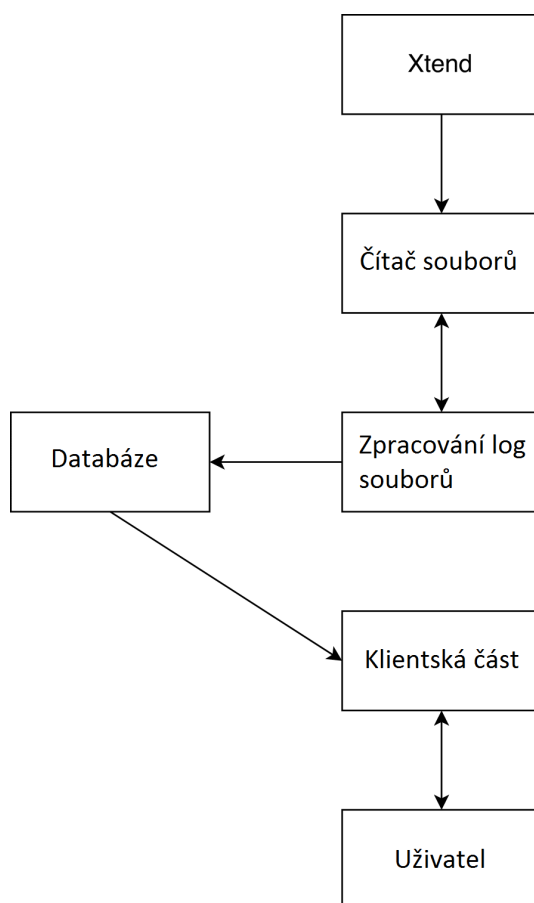 Xtend
Čítač souborů
Zpracování log
souborů
Databáze
Klientská část
Uživatel